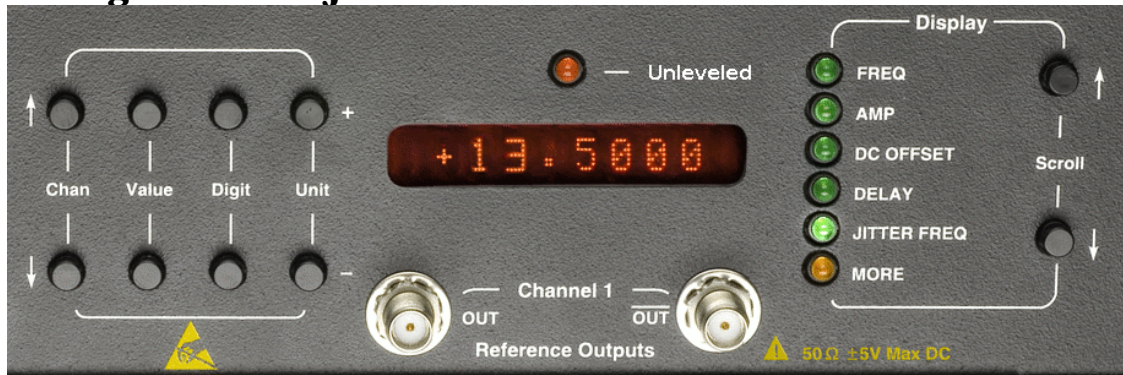 Display
Unleveled
FREQ
AMP
DC OFFSET
DELAY
JITTER FREQ
MORE
Scroll
+
+13.5000
Chan Value Digit Unit
–
Channel 1
OUT OUT
Reference Outputs
50Ω ±5V Max DC